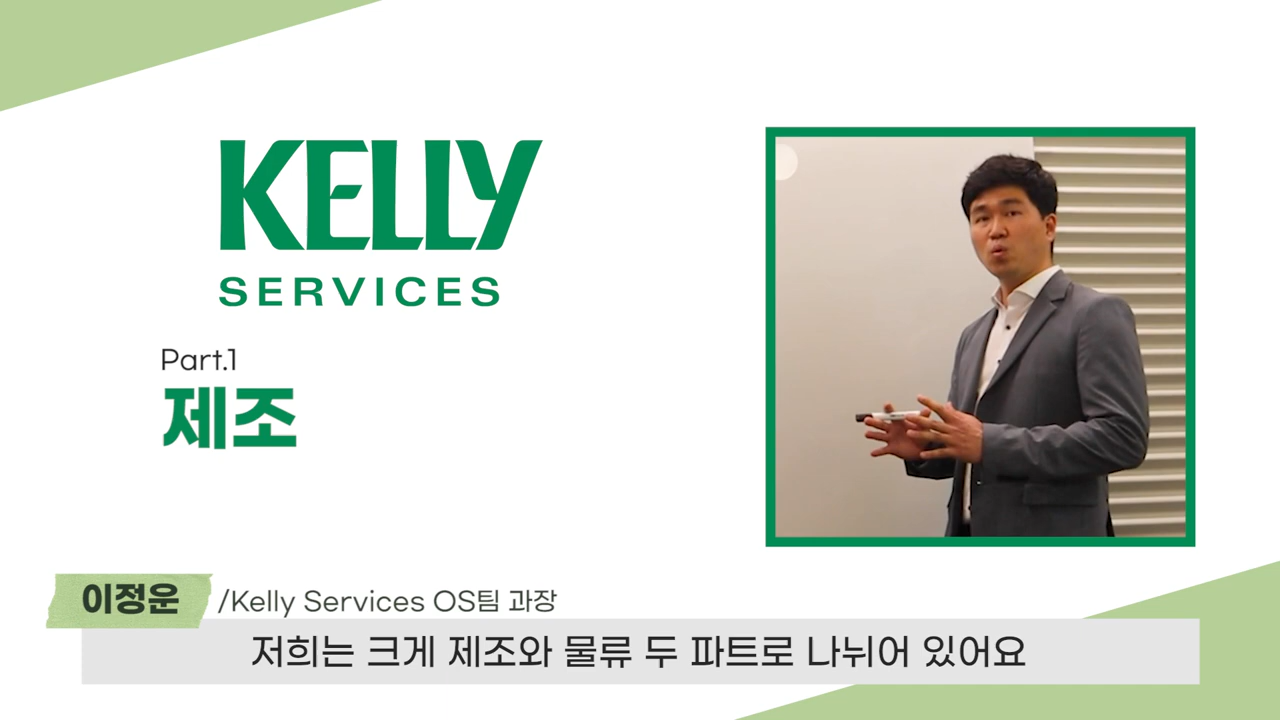 KELLY
SERVICES
Part.1
제조
이정운 /Kelly Services OS팀 과장
저희는 크게 제조와 물류 두 파트로 나뉘어 있어요